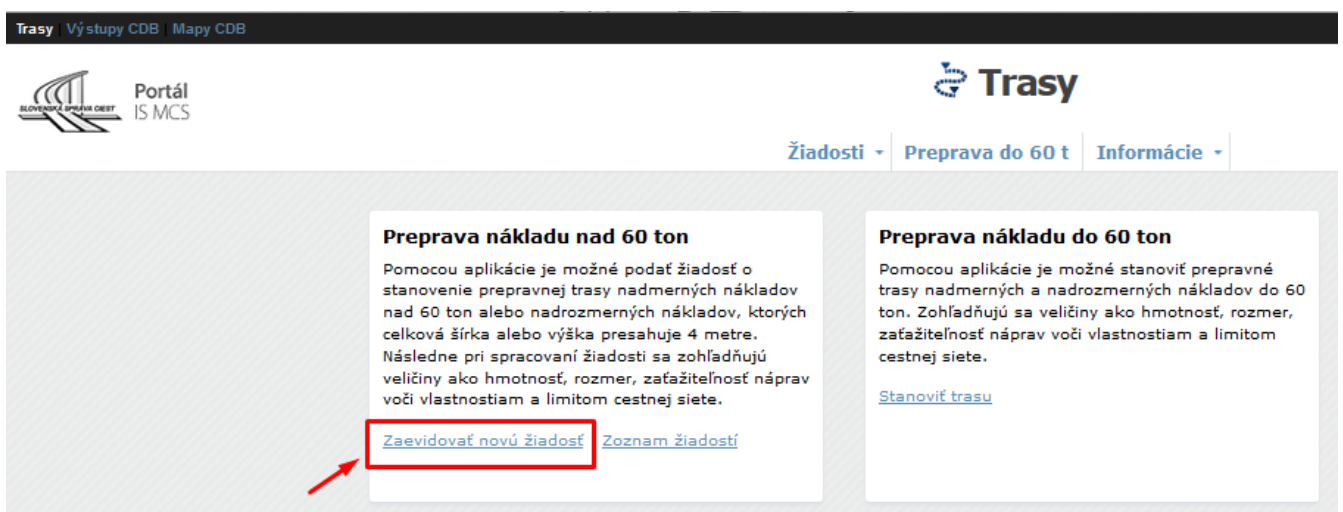 Trasy | Výstupy CDB | Mapy CDB
SLOVENSKÁ SPRÁVA CIEST
Portál
IS MCS
Trasy
Žiadosti
Preprava do 60 t
Informácie
Preprava nákladu nad 60 ton
Pomocou aplikácie je možné podať žiadosť o
stanovenie prepravnej trasy nadmerných nákladov
nad 60 ton alebo nadrozmerných nákladov, ktorých
celková šírka alebo výška presahuje 4 metre.
Následne pri spracovaní žiadosti sa zohľadňujú
veličiny ako hmotnosť, rozmer, zaťažiteľnosť náprav
voči vlastnostiam a limitom cestnej siete.
Zaevidovať novú žiadosť Zoznam žiadostí
Preprava nákladu do 60 ton
Pomocou aplikácie je možné stanoviť prepravné
trasy nadmerných a nadrozmerných nákladov do 60
ton. Zohľadňujú sa veličiny ako hmotnosť, rozmer,
zaťažiteľnosť náprav voči vlastnostiam a limitom
cestnej siete.
Stanoviť trasu